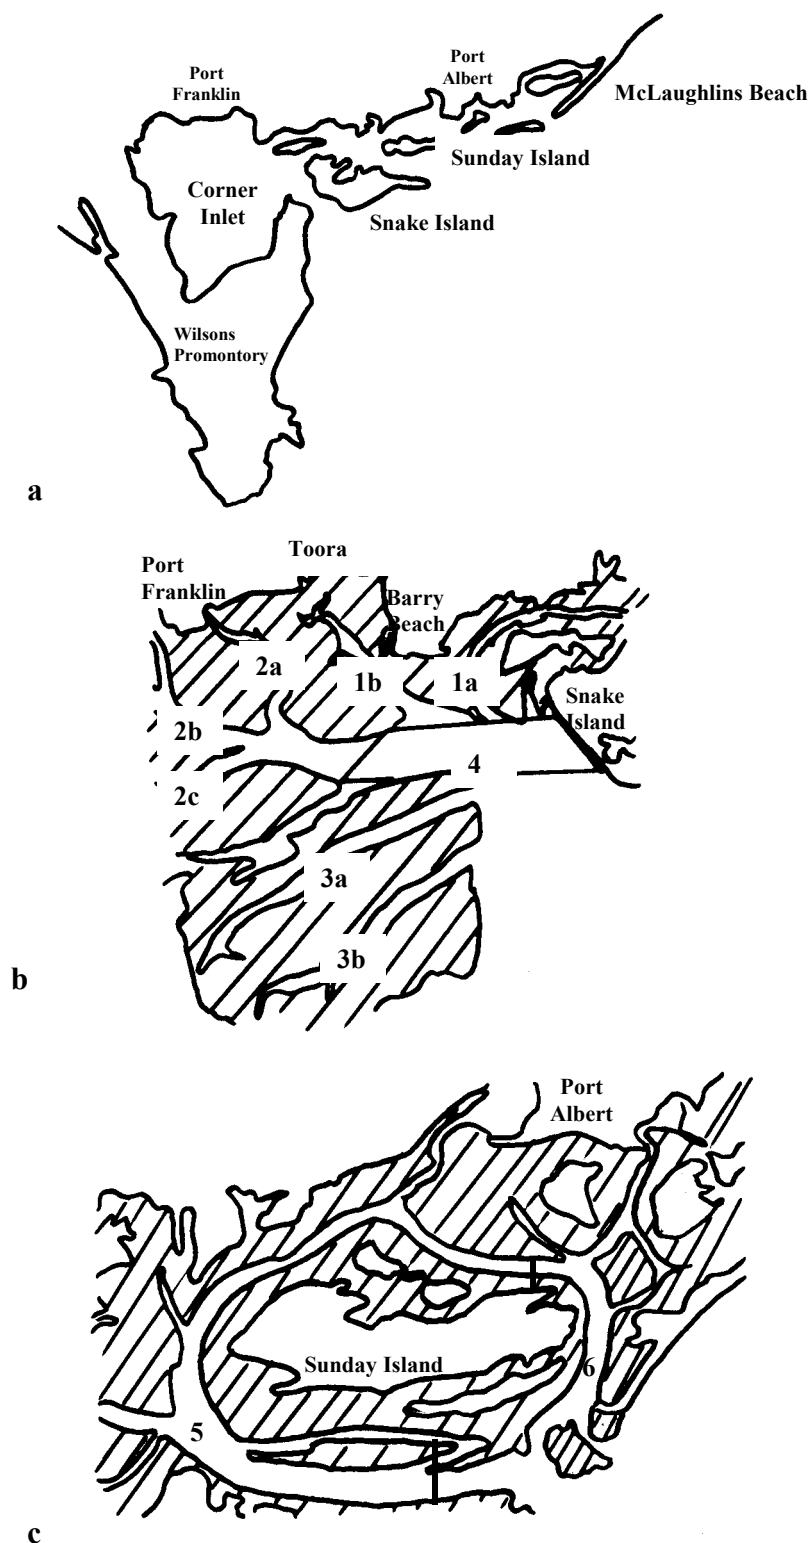 Port
Franklin
Port
Albert
McLaughlins Beach
Sunday Island
Corner
Inlet
Snake Island
Wilsons
Promontory
a
Toora
Port
Franklin
Barry
Beach
2a
1b
1a
Snake
Island
2b
4
2c
3a
3b
b
Port
Albert
Sunday Island
6
5
c